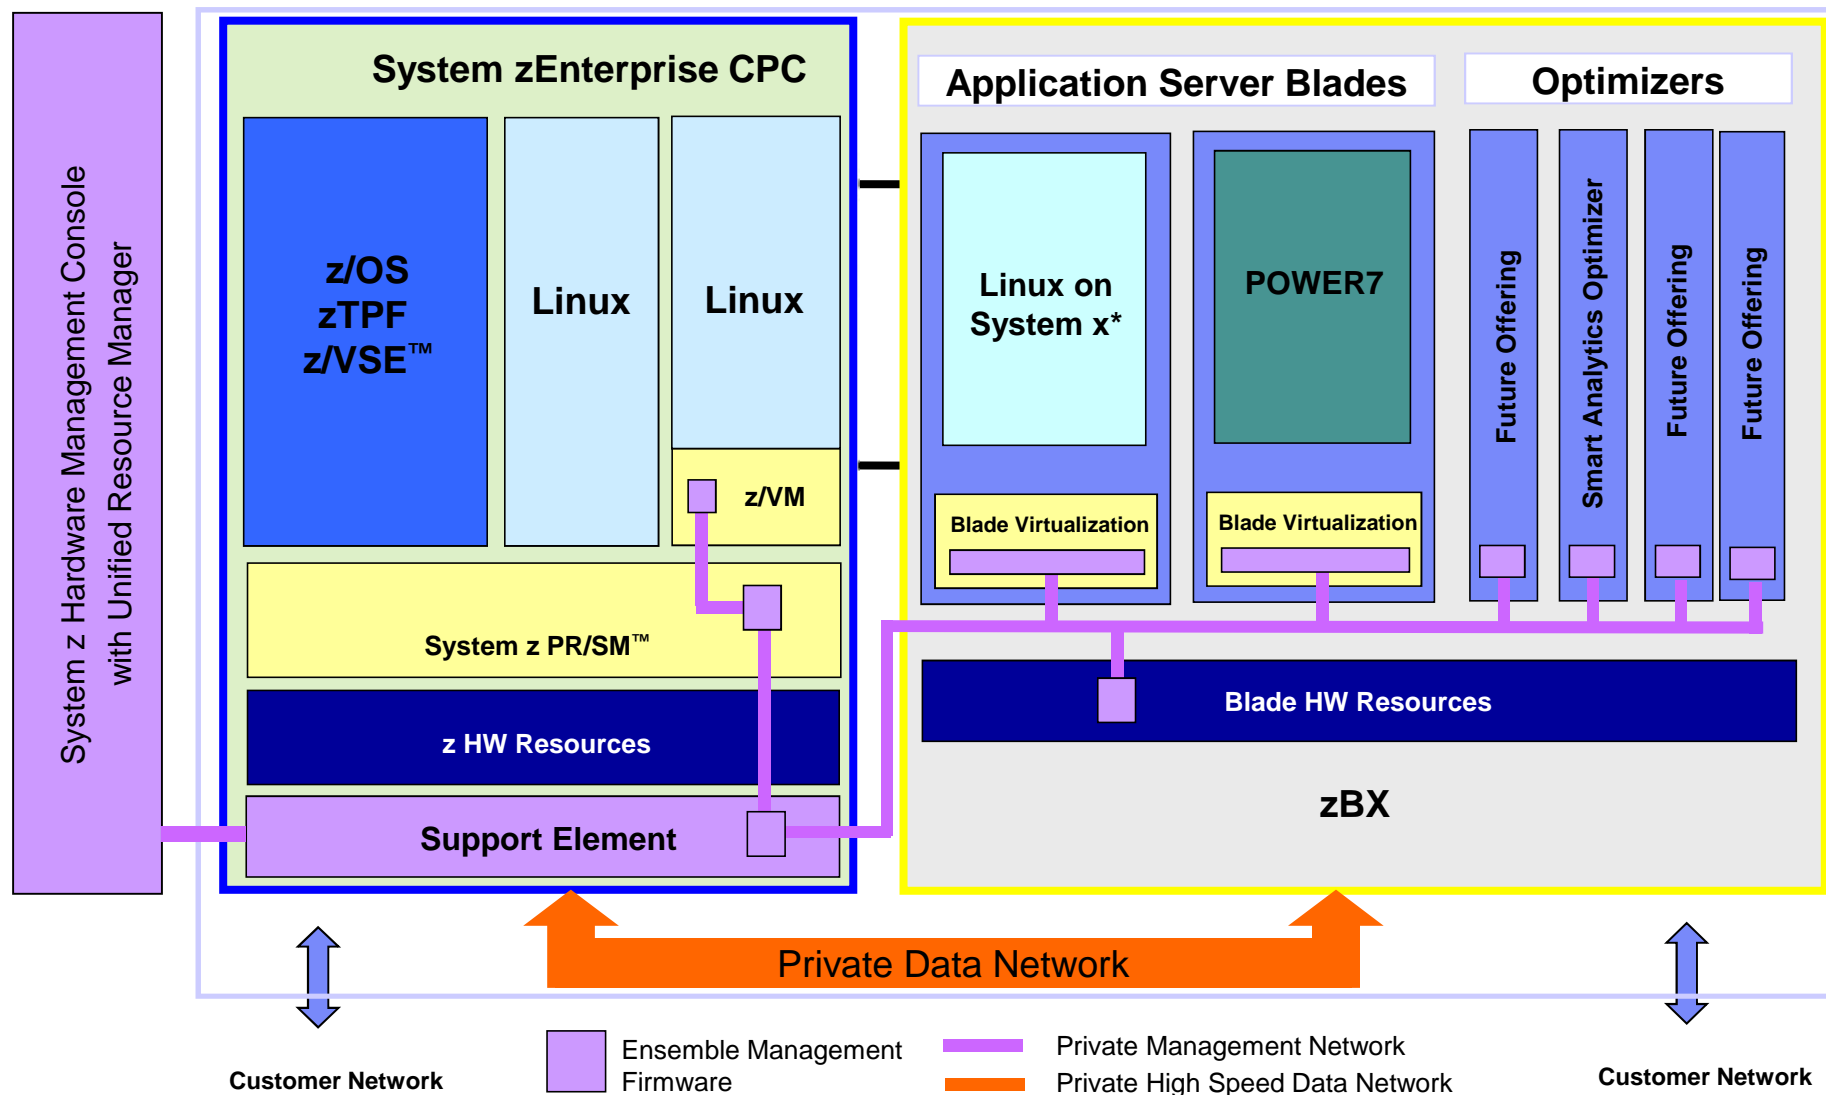 System z Hardware Management Console
with Unified Resource Manager
System zEnterprise CPC
z/OS
zTPF
z/VSE™
Linux
Linux
z/VM
System z PR/SM™
z HW Resources
Support Element
Application Server Blades
Optimizers
Linux on
System x*
POWER7
Blade Virtualization
Blade Virtualization
Future Offering
Smart Analytics Optimizer
Future Offering
Future Offering
Blade HW Resources
zBX
Private Data Network
Customer Network
Ensemble Management
Firmware
Private Management Network
Private High Speed Data Network
Customer Network